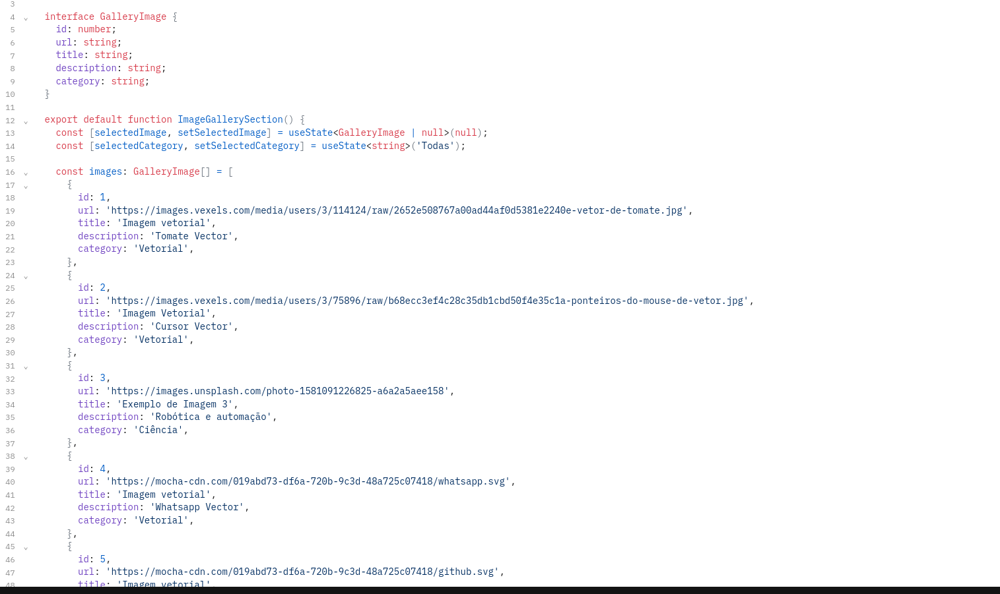 3
4 interface GalleryImage {
5 id: number;
6 url: string;
7 title: string;
8 description: string;
9 category: string;
10 }
11
12 export default function ImageGallerySection() {
13 const [selectedImage, setSelectedImage] = useState<GalleryImage | null>(null);
14 const [selectedCategory, setSelectedCategory] = useState<string>('Todas');
15
16 const images: GalleryImage[] = [
17 {
18 id: 1,
19 url: 'https://images.vexels.com/media/users/3/114124/raw/2652e508767a00ad44af0d5381e2240e-vetor-de-tomate.jpg',
20 title: 'Imagem vetorial',
21 description: 'Tomate Vector',
22 category: 'Vetorial',
23 },
24 {
25 id: 2,
26 url: 'https://images.vexels.com/media/users/3/75896/raw/b68ecc3ef4c28c35db1cbd50f4e35c1a-ponteiros-do-mouse-de-vetor.jpg',
27 title: 'Imagem Vetorial',
28 description: 'Cursor Vector',
29 category: 'Vetorial',
30 },
31 {
32 id: 3,
33 url: 'https://images.unsplash.com/photo-1581091226825-a6a2a5aee158',
34 title: 'Exemplo de Imagem 3',
35 description: 'Robótica e automação',
36 category: 'Ciência',
37 },
38 {
39 id: 4,
40 url: 'https://mocha-cdn.com/019abd73-df6a-720b-9c3d-48a725c07418/whatsapp.svg',
41 title: 'Imagem vetorial',
42 description: 'Whatsapp Vector',
43 category: 'Vetorial',
44 },
45 {
46 id: 5,
47 url: 'https://mocha-cdn.com/019abd73-df6a-720b-9c3d-48a725c07418/github.svg',
48 title: 'Imagem vetorial',